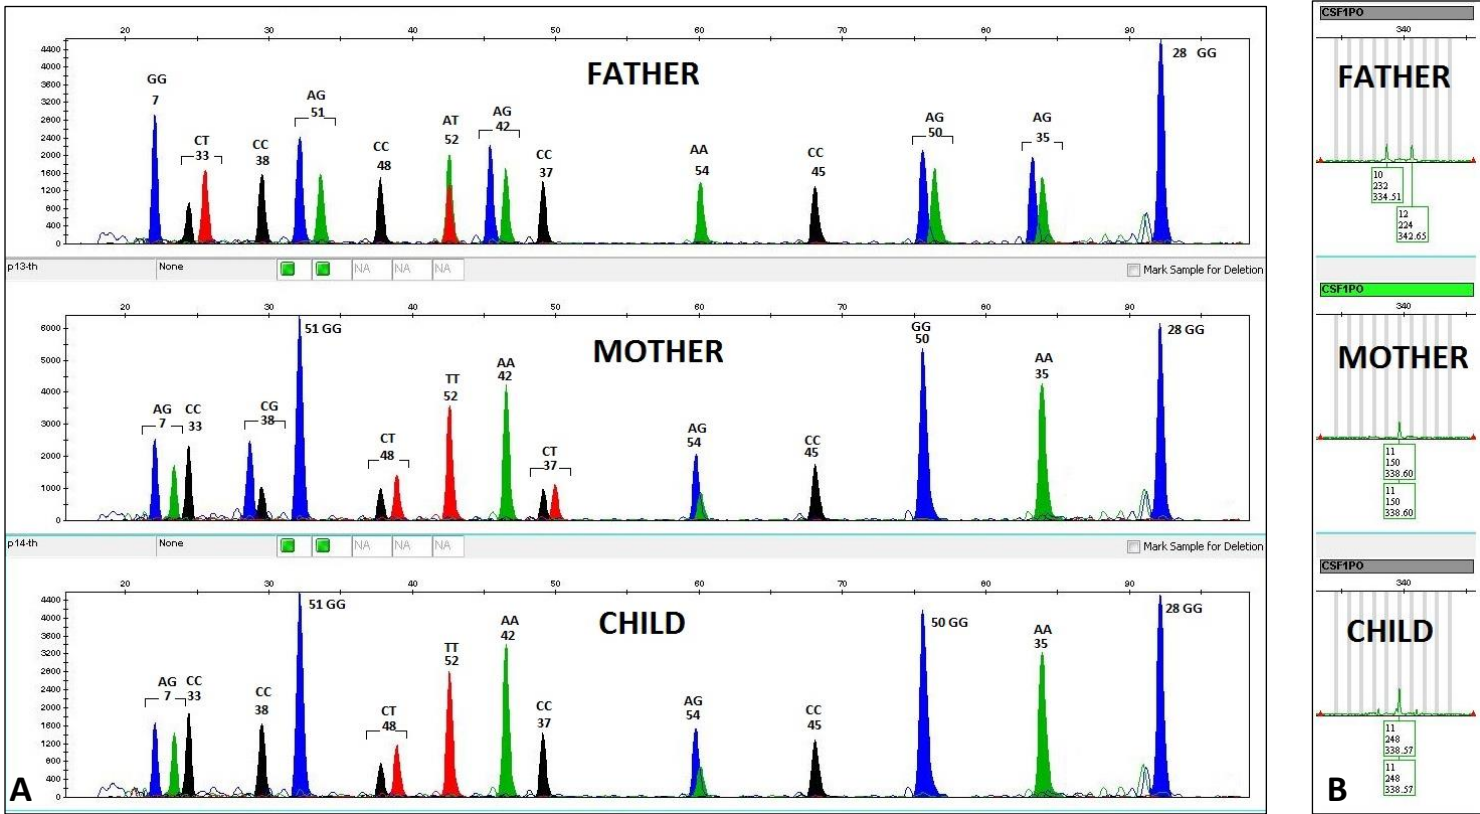 CSF1PO
20 30 40 50 60 70 80 90
340
FATHER
4400
4000
3600
3200
2800
2400
2000
1600
1200
800
400
0
GG
7
CT
33
CC
38
AG
51
CC
48
AT
52
AG
42
CC
37
AA
54
CC
45
AG
50
AG
35
28 GG
FATHER
10
232
334.51
12
224
342.65
p13-th None NA NA NA Mark Sample for Deletion
CSF1PO
20 30 40 50 60 70 80 90
340
MOTHER
6000
5000
4000
3000
2000
1000
0
AG
7
CC
33
CG
38
51 GG
CT
48
TT
52
AA
42
CT
37
AG
54
CC
45
GG
50
AA
35
28 GG
MOTHER
11
150
338.60
11
150
338.60
p14-th None NA NA NA Mark Sample for Deletion
CSF1PO
20 30 40 50 60 70 80 90
340
CHILD
4400
4000
3600
3200
2800
2400
2000
1600
1200
800
400
0
AG
7
CC
33
CC
38
51 GG
CT
48
TT
52
AA
42
CC
37
AG
54
CC
45
50 GG
AA
35
28 GG
CHILD
11
248
338.57
11
248
338.57
A
B